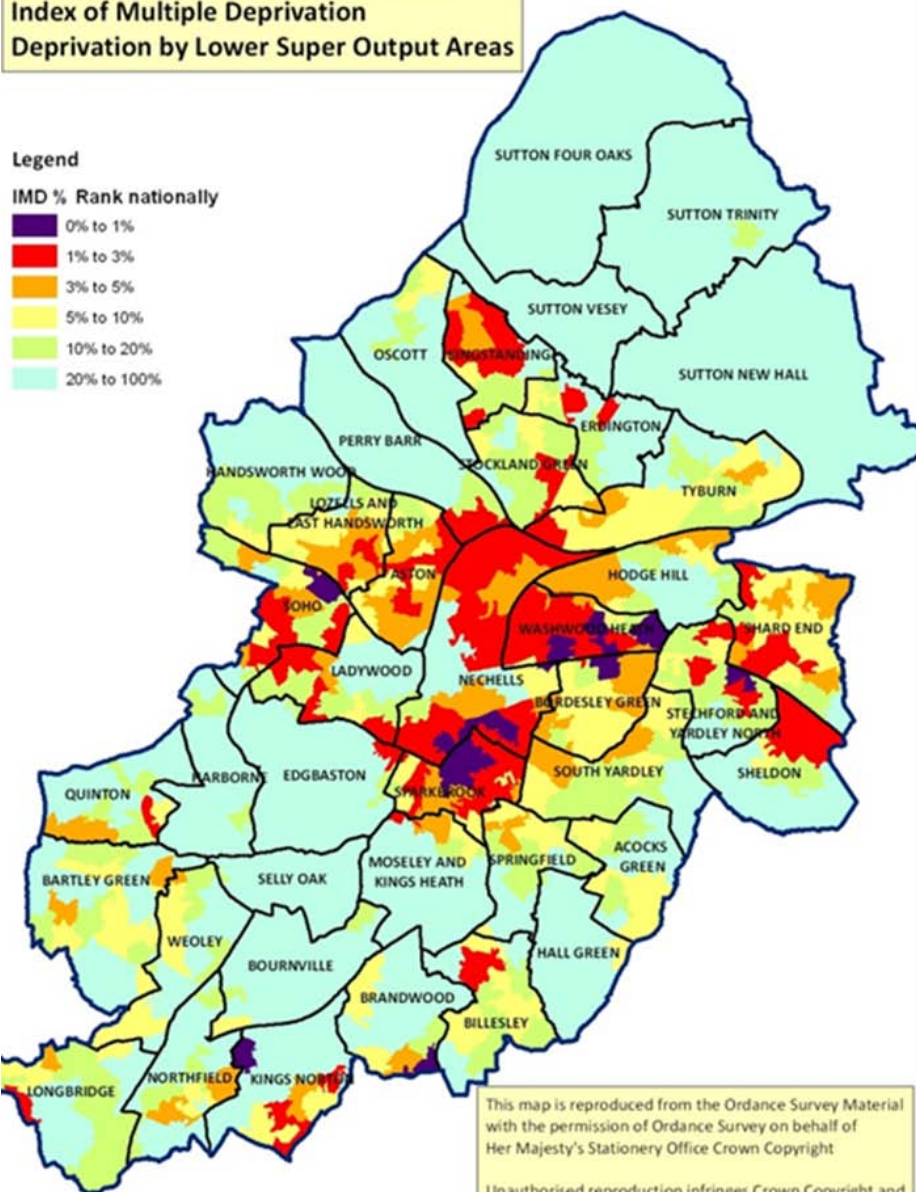 Index of Multiple Deprivation
Deprivation by Lower Super Output Areas
Legend
IMD % Rank nationally
0% to 1%
1% to 3%
3% to 5%
5% to 10%
10% to 20%
20% to 100%
SUTTON FOUR OAKS
SUTTON TRINITY
SUTTON VESEY
OSCOTT
KINGSTANDING
SUTTON NEW HALL
ERDINGTON
PERRY BARR
STOCKLAND GREEN
HANDSWORTH WOOD
TYBURN
LOZELLS AND
EAST HANDSWORTH
ASTON
HODGE HILL
SOHO
WASHWOOD HEATH
SHARD END
LADYWOOD
NECHELLS
BORDESLEY GREEN
STECHFORD AND
YARDLEY NORTH
SOUTH YARDLEY
SHELDON
HARBORNE
EDGBASTON
QUINTON
SPARKBROOK
ACOCKS
GREEN
MOSELEY AND
KINGS HEATH
SPRINGFIELD
BARTLEY GREEN
SELLY OAK
WEOLEY
HALL GREEN
BOURNVILLE
BRANDWOOD
BILLESLEY
LONGBRIDGE
NORTHFIELD
KINGS NORTON
This map is reproduced from the Ordance Survey Material
with the permission of Ordance Survey on behalf of
Her Majesty's Stationery Office Crown Copyright
Unauthorised reproduction infringes Crown Copyright and